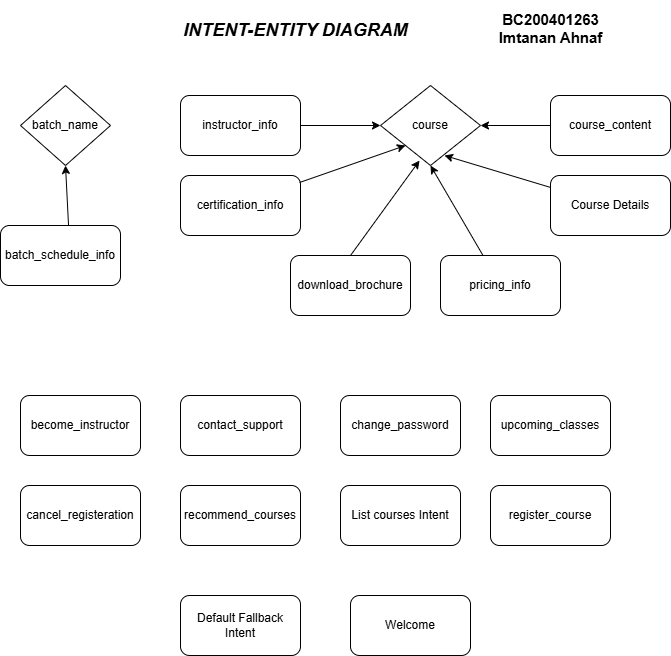 INTENT-ENTITY DIAGRAM
BC200401263
Imtanan Ahnaf
batch_name
instructor_info
course
course_content
certification_info
Course Details
batch_schedule_info
download_brochure
pricing_info
become_instructor
contact_support
change_password
upcoming_classes
cancel_registeration
recommend_courses
List courses Intent
register_course
Default Fallback
Intent
Welcome